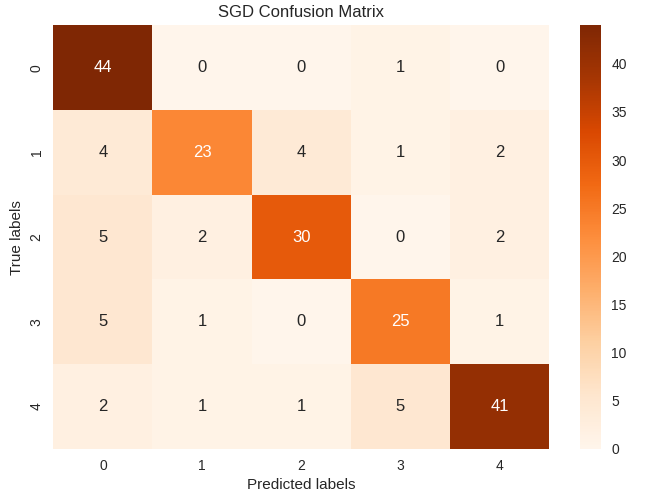 SGD Confusion Matrix
0 44 0 0 1 0
1 4 23 4 1 2
2 5 2 30 0 2
3 5 1 0 25 1
4 2 1 1 5 41
0 1 2 3 4
Predicted labels
True labels
40
35
30
25
20
15
10
5
0